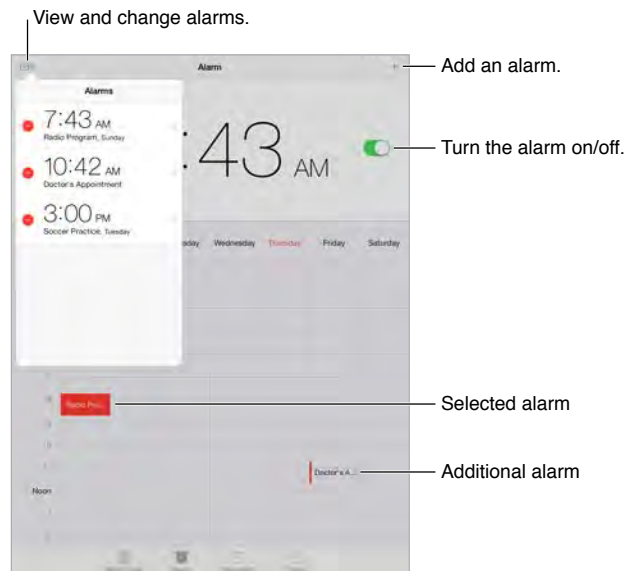 View and change alarms.
Edit
Alarm
+
Add an alarm.
Alarms
7:43 AM
Radio Program, Sunday
10:42 AM
Doctor's Appointment
3:00 PM
Soccer Practice, Tuesday
:43 AM
Turn the alarm on/off.
sday Wednesday Thursday Friday Saturday
Radio Pro...
Selected alarm
Doctor's A...
Additional alarm
Noon